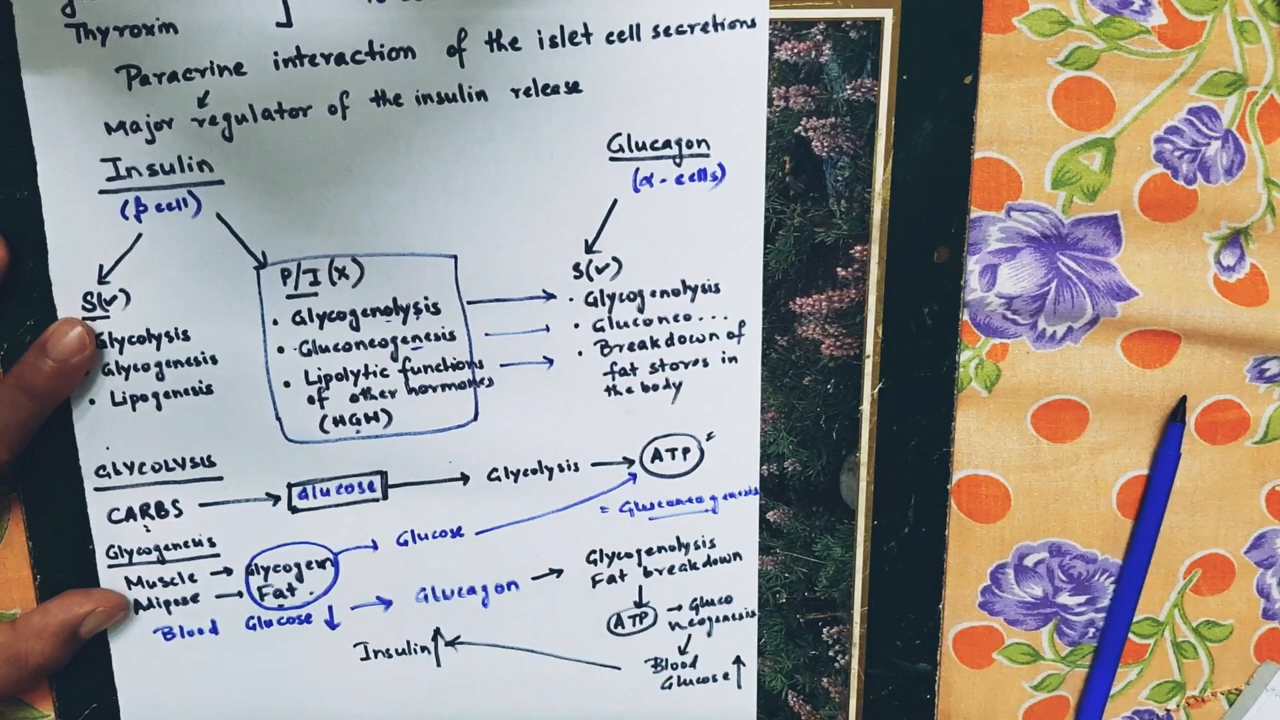 Thyroxin
Paracrine interaction of the islet cell secretions
Major regulator of the insulin release
Insulin
(β cell)
Glucagon
(α-cells)
S(✓)
Glycolysis
Glycogenesis
• Lipogenesis
P/I (X)
• Glycogenolysis
• Gluconeogenesis
• Lipolytic functions
of other hormones
(HGH)
S(✓)
• Glycogenolysis
• Gluconeo...
• Breakdown of
fat stores in
the body
GLYCOLYSIS
CARBS → Glucose → Glycolysis → ATP
= Gluconeogenesis
Glycogenesis
Muscle → Glycogen → Glucose
Adipose → Fat
Blood Glucose ↓ → Glucagon → Glycogenolysis
Fat breakdown
ATP → Gluco
neogenesis
Blood
Glucose ↑
Insulin ↑